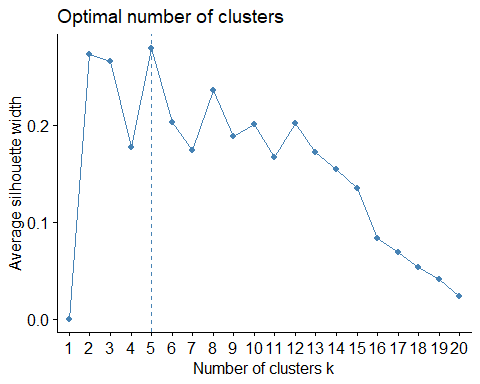 Optimal number of clusters
Average silhouette width
0.2
0.1
0.0
1 2 3 4 5 6 7 8 9 10 11 12 13 14 15 16 17 18 19 20
Number of clusters k